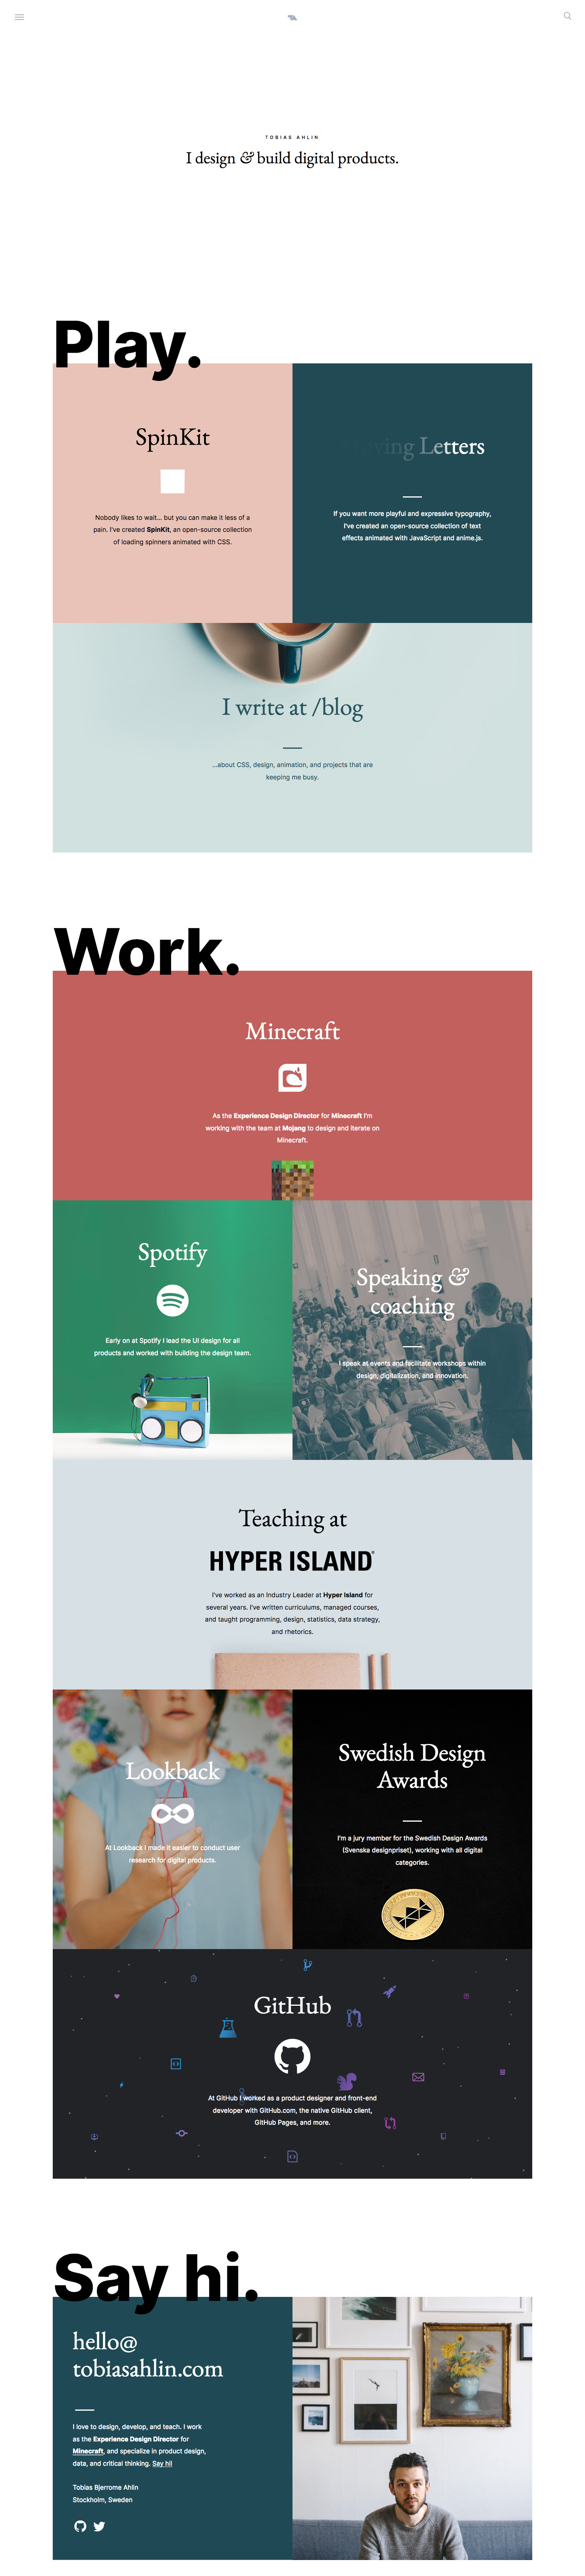 TOBIAS AHLIN
I design & build digital products.
Play.
SpinKit
Nobody likes to wait... but you can make it less of a
pain. I've created SpinKit, an open-source collection
of loading spinners animated with CSS.
Moving Letters
If you want more playful and expressive typography,
I've created an open-source collection of text
effects animated with JavaScript and anime.js.
I write at /blog
...about CSS, design, animation, and projects that are
keeping me busy.
Work.
Minecraft
As the Experience Design Director for Minecraft I'm
working with the team at Mojang to design and iterate on
Minecraft.
Spotify
Early on at Spotify I lead the UI design for all
products and worked with building the design team.
Speaking &
coaching
I speak at events and facilitate workshops within
design, digitalization, and innovation.
Teaching at
HYPER ISLAND®
I've worked as an Industry Leader at Hyper Island for
several years. I've written curriculums, managed courses,
and taught programming, design, statistics, data strategy,
and rhetorics.
Lookback
At Lookback I made it easier to conduct user
research for digital products.
Swedish Design
Awards
I'm a jury member for the Swedish Design Awards
(Svenska designpriset), working with all digital
categories.
GitHub
At GitHub I worked as a product designer and front-end
developer with GitHub.com, the native GitHub client,
GitHub Pages, and more.
Say hi.
hello@
tobiasahlin.com
I love to design, develop, and teach. I work
as the Experience Design Director for
Minecraft, and specialize in product design,
data, and critical thinking. Say hi!
Tobias Bjerrome Ahlin
Stockholm, Sweden